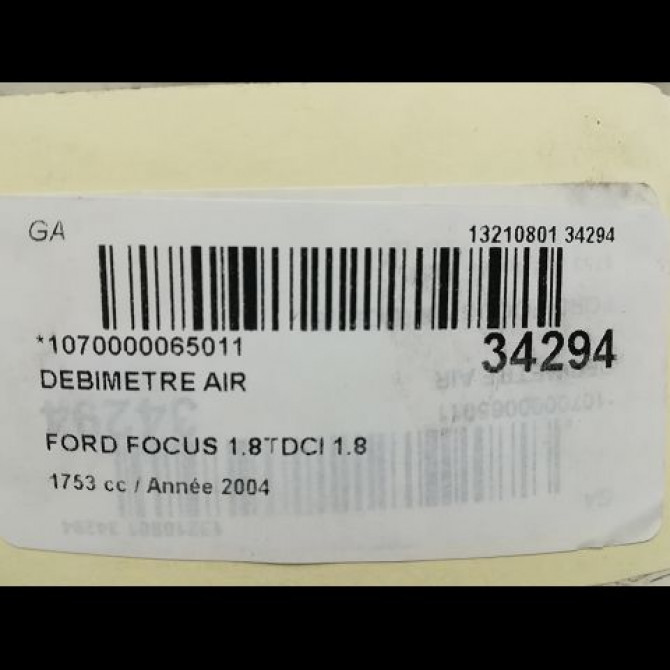 GA
13210801 34294
*1070000065011
34294
DEBIMETRE AIR
FORD FOCUS 1.8TDCI 1.8
1753 cc / Année 2004